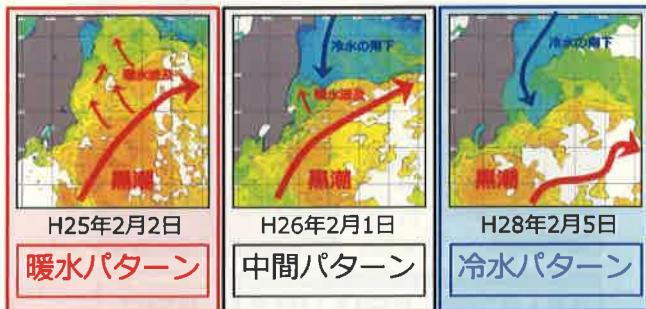 暖水波及
黒潮
H25年2月2日
暖水パターン
冷水の南下
暖水波及
黒潮
H26年2月1日
中間パターン
冷水の南下
黒潮
H28年2月5日
冷水パターン